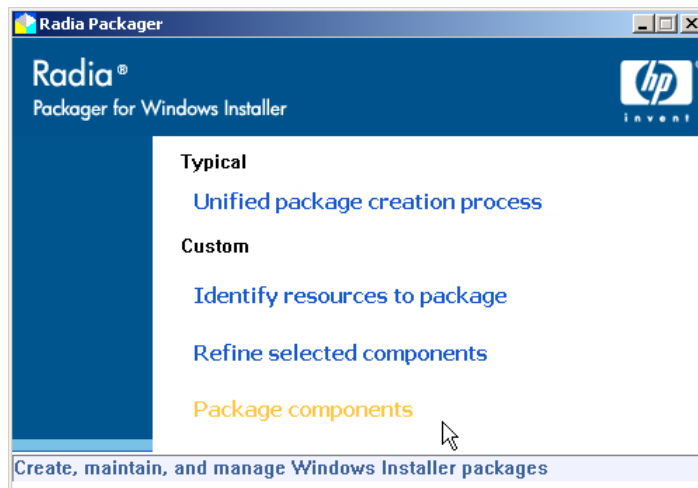 Radia Packager
Radia®
Packager for Windows Installer
hp
invent
Typical
Unified package creation process
Custom
Identify resources to package
Refine selected components
Package components
Create, maintain, and manage Windows Installer packages